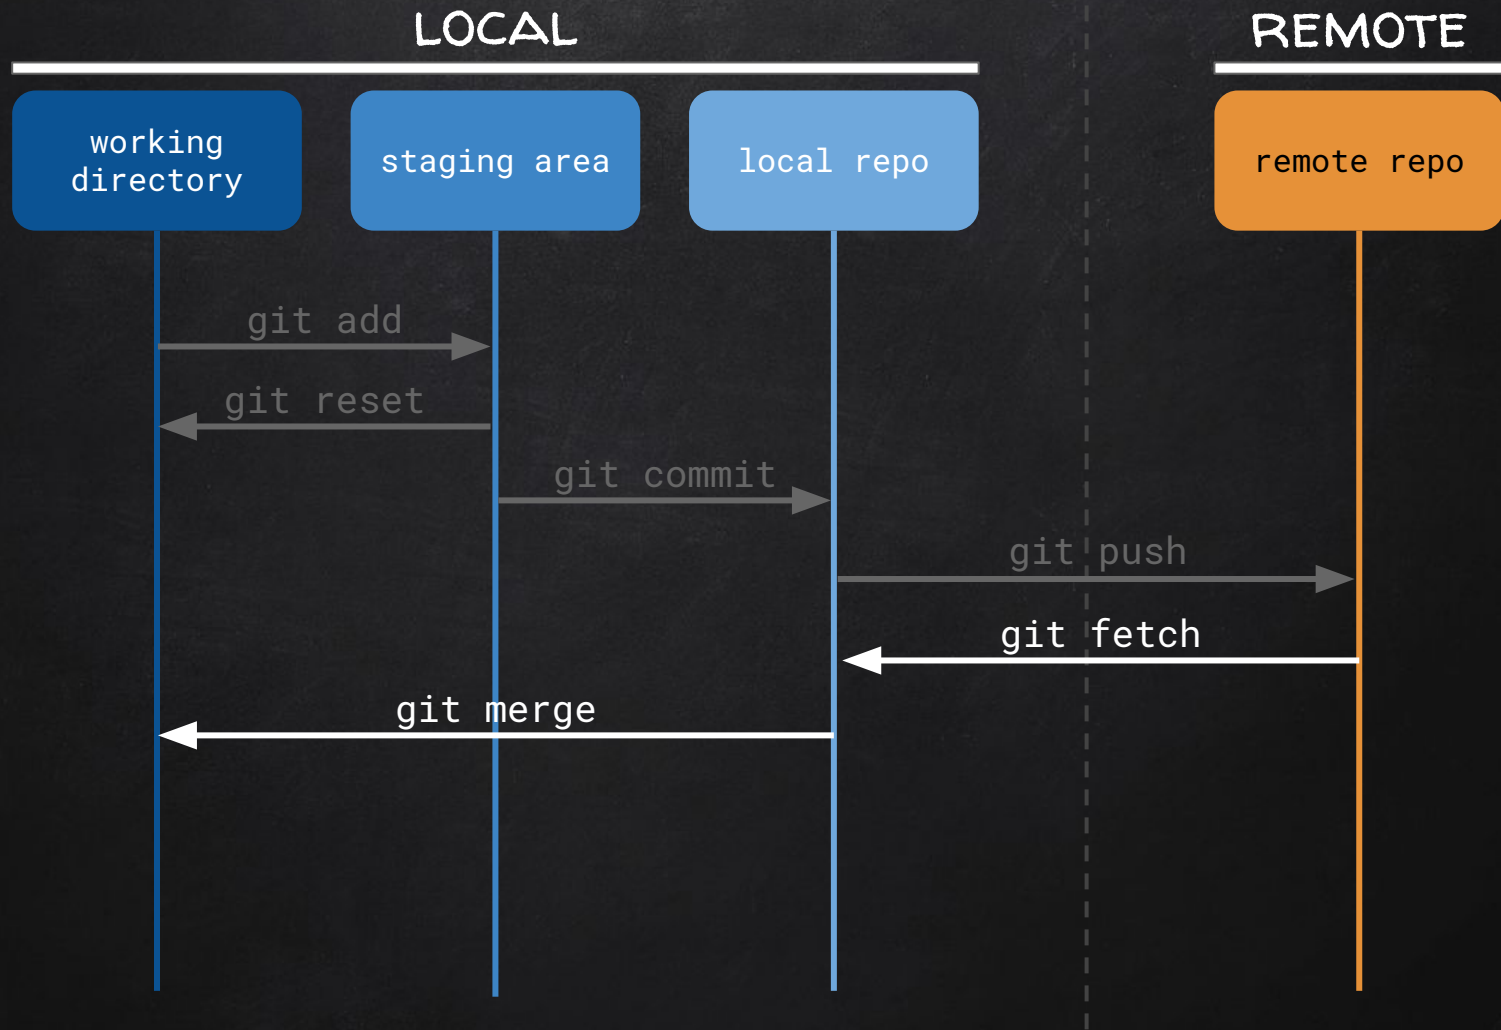 LOCAL
REMOTE
working
directory
staging area
local repo
remote repo
git add
git reset
git commit
git push
git fetch
git merge